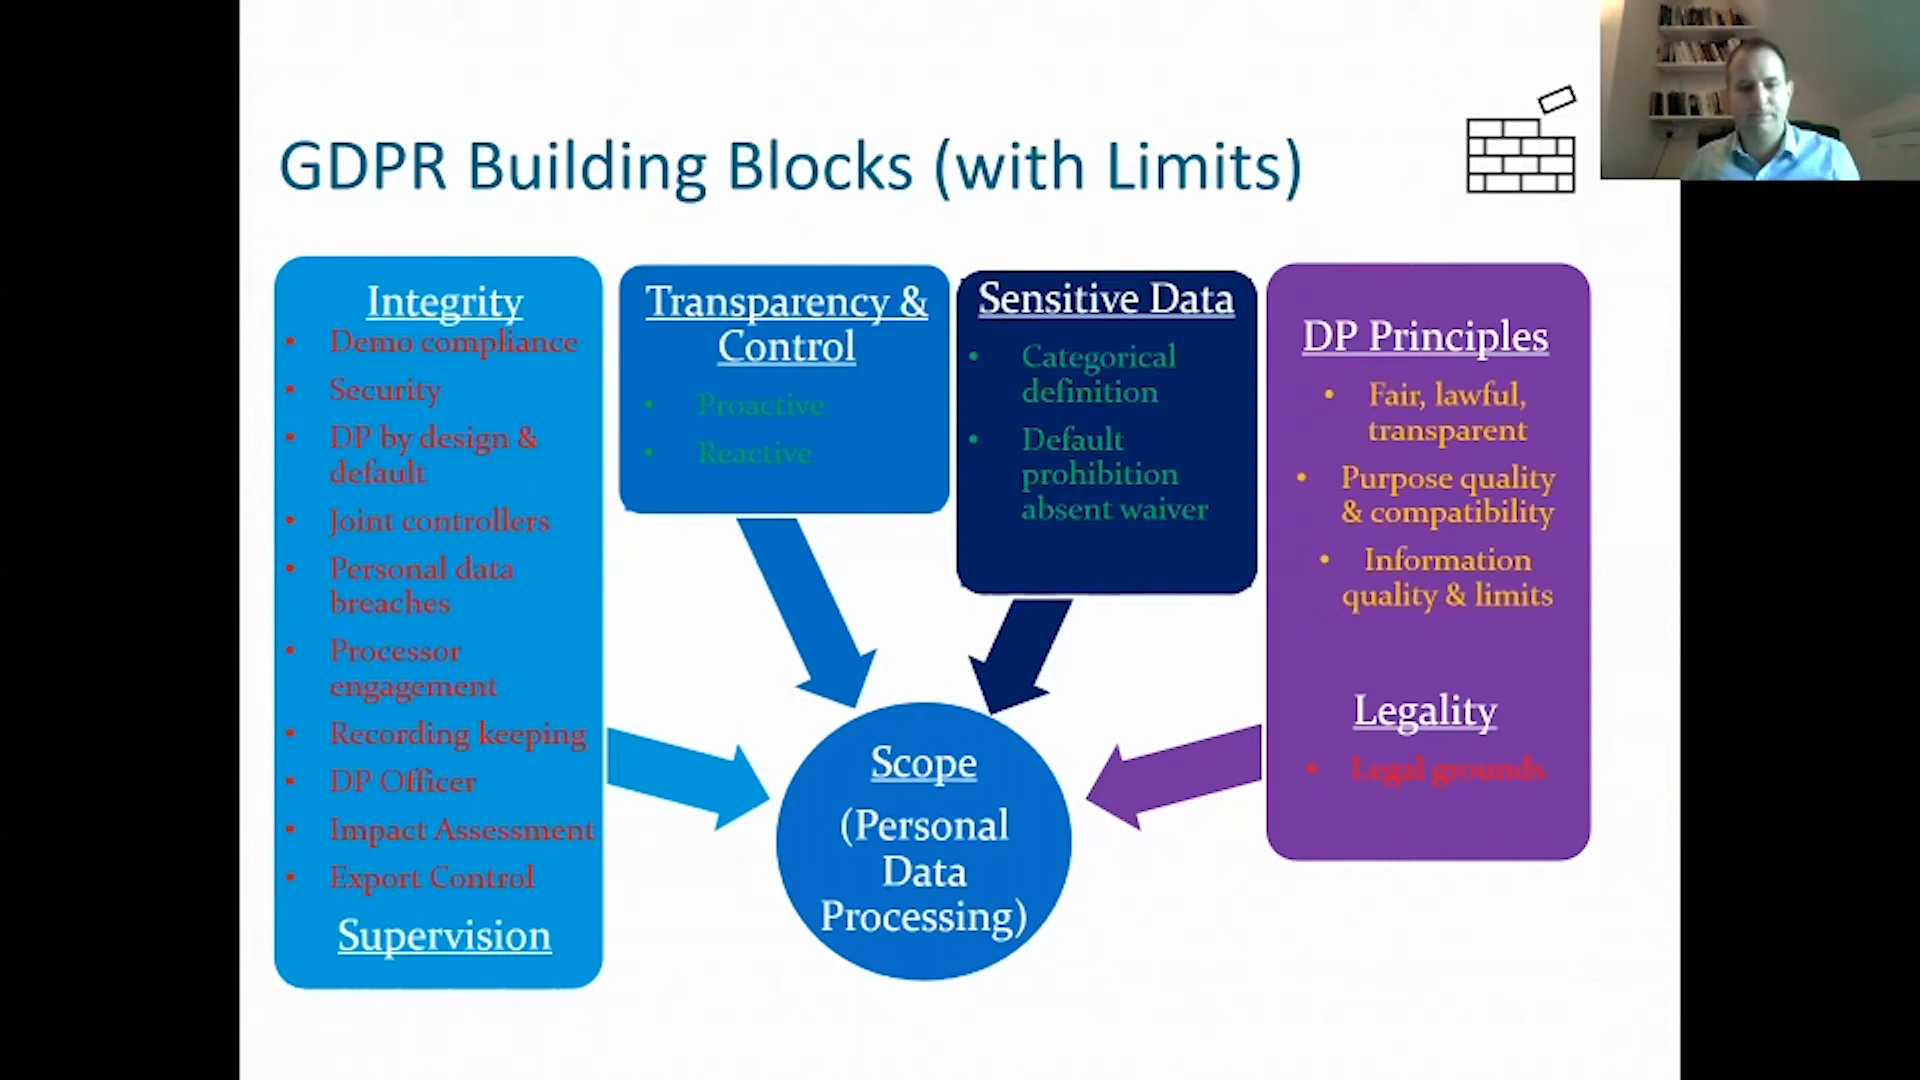 GDPR Building Blocks (with Limits)
Integrity
• Demo compliance
• Security
• DP by design &
default
• Joint controllers
• Personal data
breaches
• Processor
engagement
• Recording keeping
• DP Officer
• Impact Assessment
• Export Control
Supervision
Transparency &
Control
• Proactive
• Reactive
Sensitive Data
• Categorical
definition
• Default
prohibition
absent waiver
DP Principles
• Fair, lawful,
transparent
• Purpose quality
& compatibility
• Information
quality & limits
Legality
• Legal grounds
Scope
(Personal
Data
Processing)